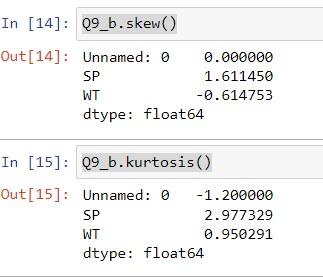 In [14]: Q9_b.skew()
Out[14]: Unnamed: 0    0.000000
SP            1.611450
WT           -0.614753
dtype: float64
In [15]: Q9_b.kurtosis()
Out[15]: Unnamed: 0   -1.200000
SP            2.977329
WT            0.950291
dtype: float64